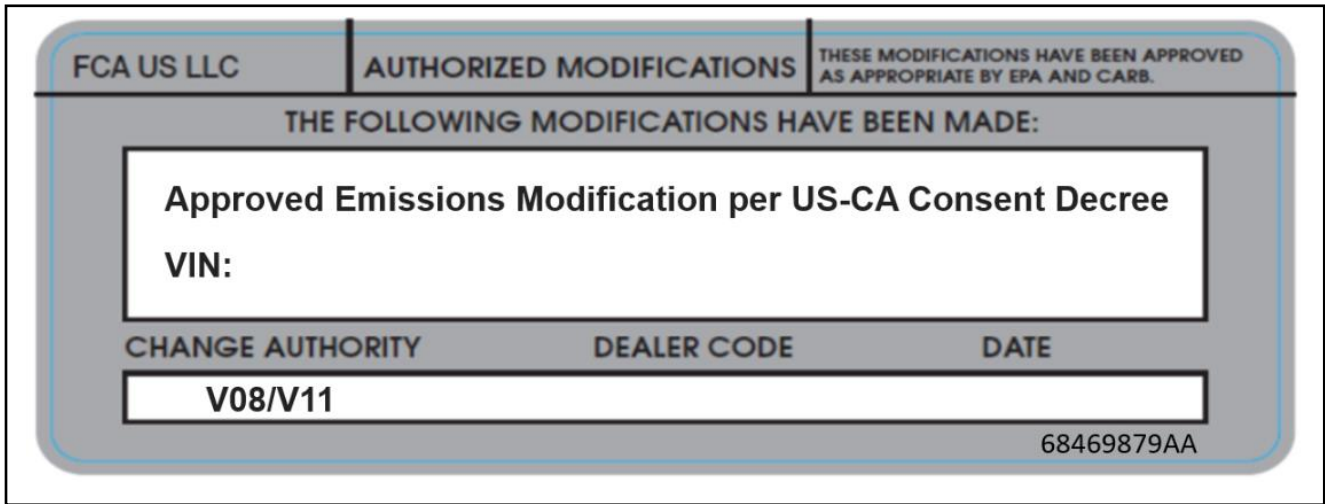 FCA US LLC
AUTHORIZED MODIFICATIONS
THESE MODIFICATIONS HAVE BEEN APPROVED
AS APPROPRIATE BY EPA AND CARB.
THE FOLLOWING MODIFICATIONS HAVE BEEN MADE:
Approved Emissions Modification per US-CA Consent Decree
VIN:
CHANGE AUTHORITY DEALER CODE DATE
V08/V11
68469879AA